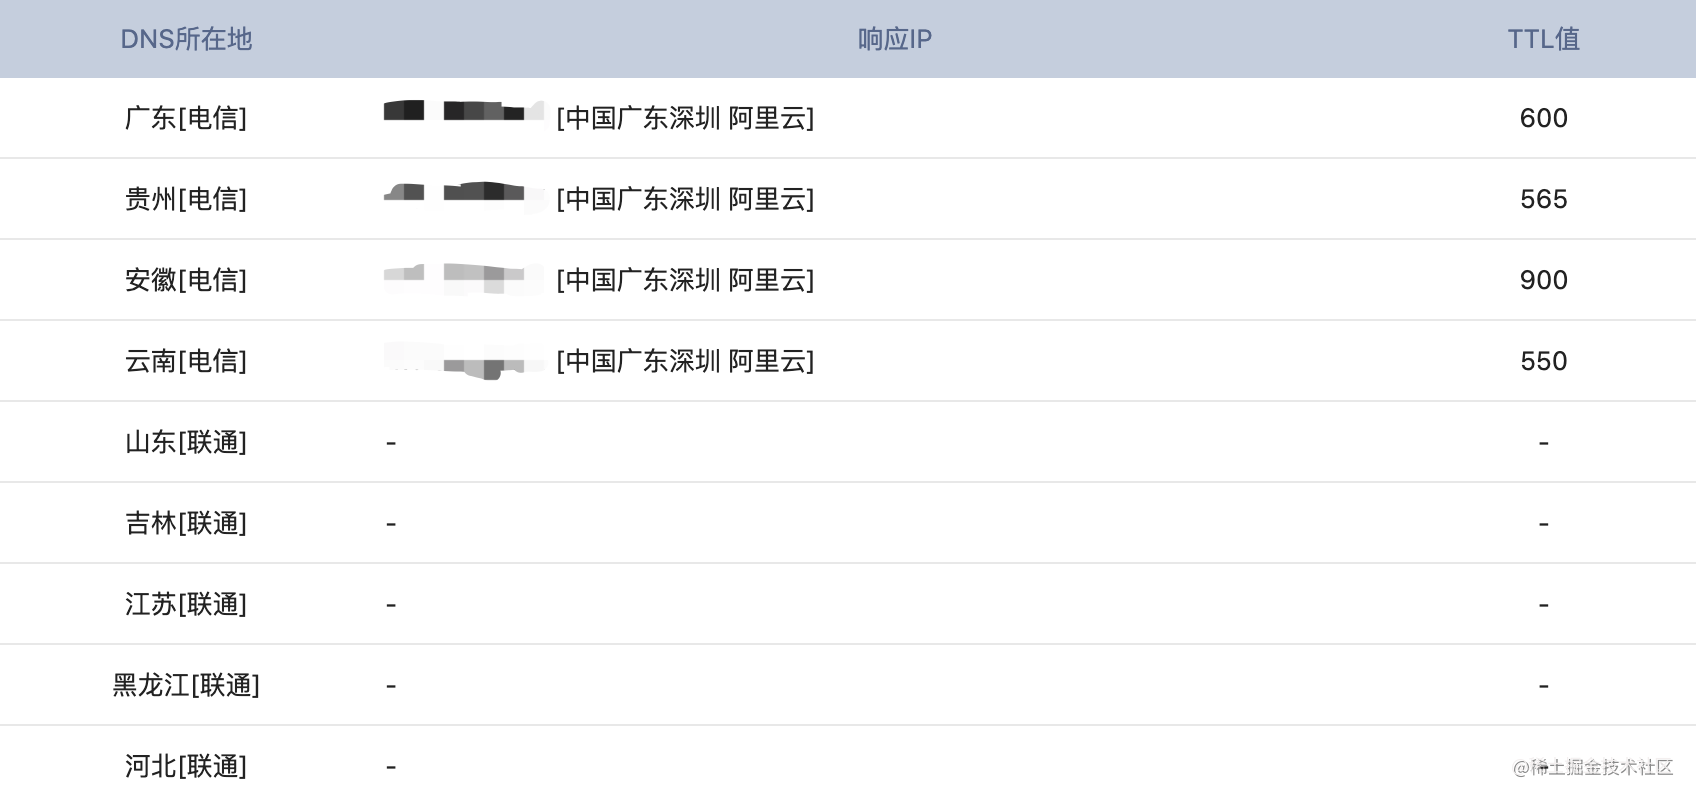 DNS所在地 响应IP TTL值
广东[电信] [中国广东深圳 阿里云] 600
贵州[电信] [中国广东深圳 阿里云] 565
安徽[电信] [中国广东深圳 阿里云] 900
云南[电信] [中国广东深圳 阿里云] 550
山东[联通] - -
吉林[联通] - -
江苏[联通] - -
黑龙江[联通] - -
河北[联通] - -
@稀土掘金技术社区